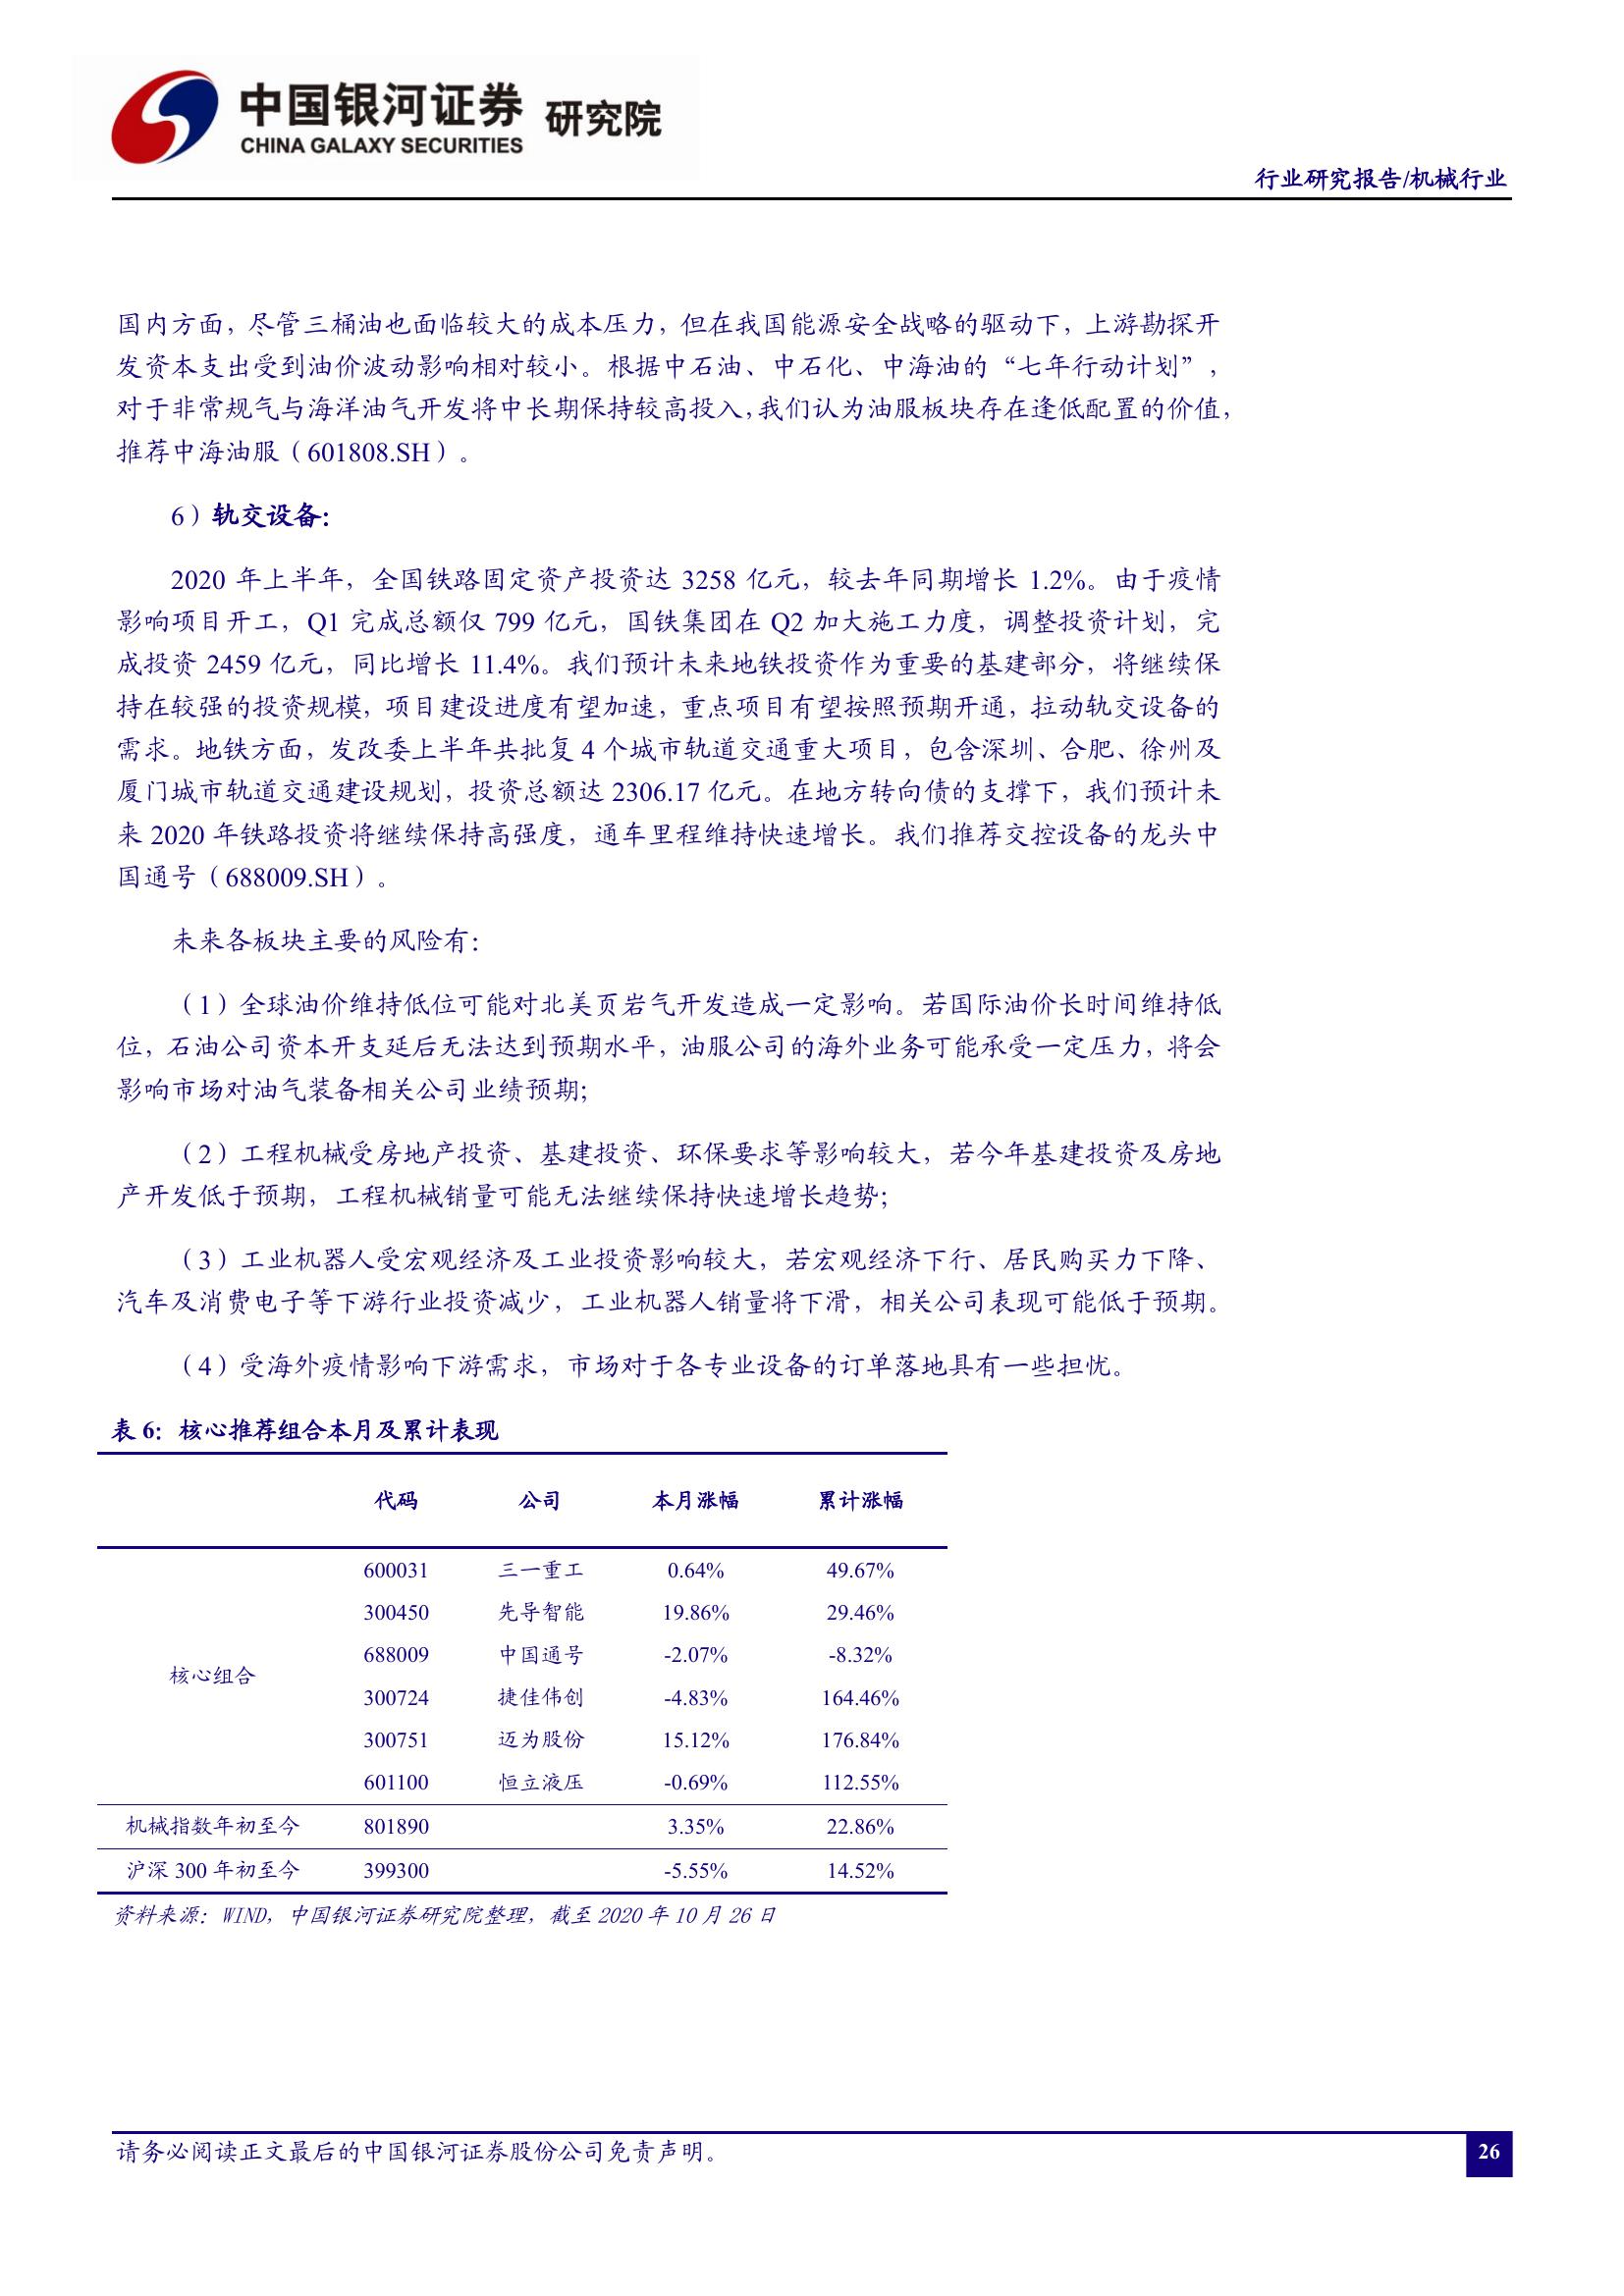 中国银河证券 研究院
CHINA GALAXY SECURITIES
行业研究报告/机械行业
国内方面，尽管三桶油也面临较大的成本压力，但在我国能源安全战略的驱动下，上游勘探开
发资本支出受到油价波动影响相对较小。根据中石油、中石化、中海油的“七年行动计划”，
对于非常规气与海洋油气开发将中长期保持较高投入，我们认为油服板块存在逢低配置的价值，
推荐中海油服（601808.SH）。
6）轨交设备：
2020 年上半年，全国铁路固定资产投资达 3258 亿元，较去年同期增长 1.2%。由于疫情
影响项目开工，Q1 完成总额仅 799 亿元，国铁集团在 Q2 加大施工力度，调整投资计划，完
成投资 2459 亿元，同比增长 11.4%。我们预计未来地铁投资作为重要的基建部分，将继续保
持在较强的投资规模，项目建设进度有望加速，重点项目有望按照预期开通，拉动轨交设备的
需求。地铁方面，发改委上半年共批复 4 个城市轨道交通重大项目，包含深圳、合肥、徐州及
厦门城市轨道交通建设规划，投资总额达 2306.17 亿元。在地方转向债的支撑下，我们预计未
来 2020 年铁路投资将继续保持高强度，通车里程维持快速增长。我们推荐交控设备的龙头中
国通号（688009.SH）。
未来各板块主要的风险有：
（1）全球油价维持低位可能对北美页岩气开发造成一定影响。若国际油价长时间维持低
位，石油公司资本开支延后无法达到预期水平，油服公司的海外业务可能承受一定压力，将会
影响市场对油气装备相关公司业绩预期；
（2）工程机械受房地产投资、基建投资、环保要求等影响较大，若今年基建投资及房地
产开发低于预期，工程机械销量可能无法继续保持快速增长趋势；
（3）工业机器人受宏观经济及工业投资影响较大，若宏观经济下行、居民购买力下降、
汽车及消费电子等下游行业投资减少，工业机器人销量将下滑，相关公司表现可能低于预期。
（4）受海外疫情影响下游需求，市场对于各专业设备的订单落地具有一些担忧。
表 6：核心推荐组合本月及累计表现
代码 公司 本月涨幅 累计涨幅
600031 三一重工 0.64% 49.67%
300450 先导智能 19.86% 29.46%
688009 中国通号 -2.07% -8.32%
核心组合
300724 捷佳伟创 -4.83% 164.46%
300751 迈为股份 15.12% 176.84%
601100 恒立液压 -0.69% 112.55%
机械指数年初至今 801890 3.35% 22.86%
沪深 300 年初至今 399300 -5.55% 14.52%
资料来源：WIND，中国银河证券研究院整理，截至 2020 年 10 月 26 日
请务必阅读正文最后的中国银河证券股份公司免责声明。
26